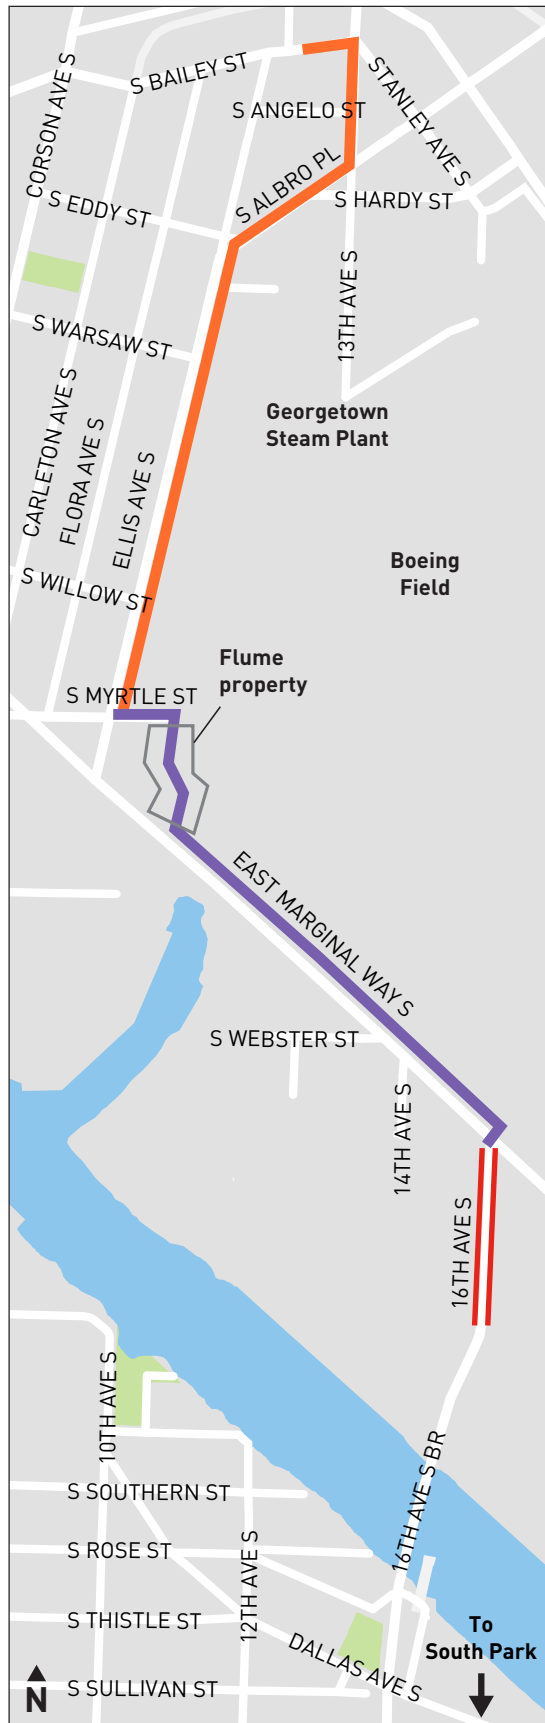 S BAILEY ST
STANLEY AVE S
CORSON AVE S
S ANGELO ST
S ALBRO PL
S EDDY ST
S HARDY ST
13TH AVE S
S WARSAW ST
Georgetown
Steam Plant
CARLETON AVE S
FLORA AVE S
ELLIS AVE S
Boeing
Field
S WILLOW ST
Flume
property
S MYRTLE ST
EAST MARGINAL WAY S
S WEBSTER ST
14TH AVE S
16TH AVE S
10TH AVE S
16TH AVE S BR
S SOUTHERN ST
S ROSE ST
12TH AVE S
S THISTLE ST
To
South Park
DALLAS AVE S
S SULLIVAN ST
N